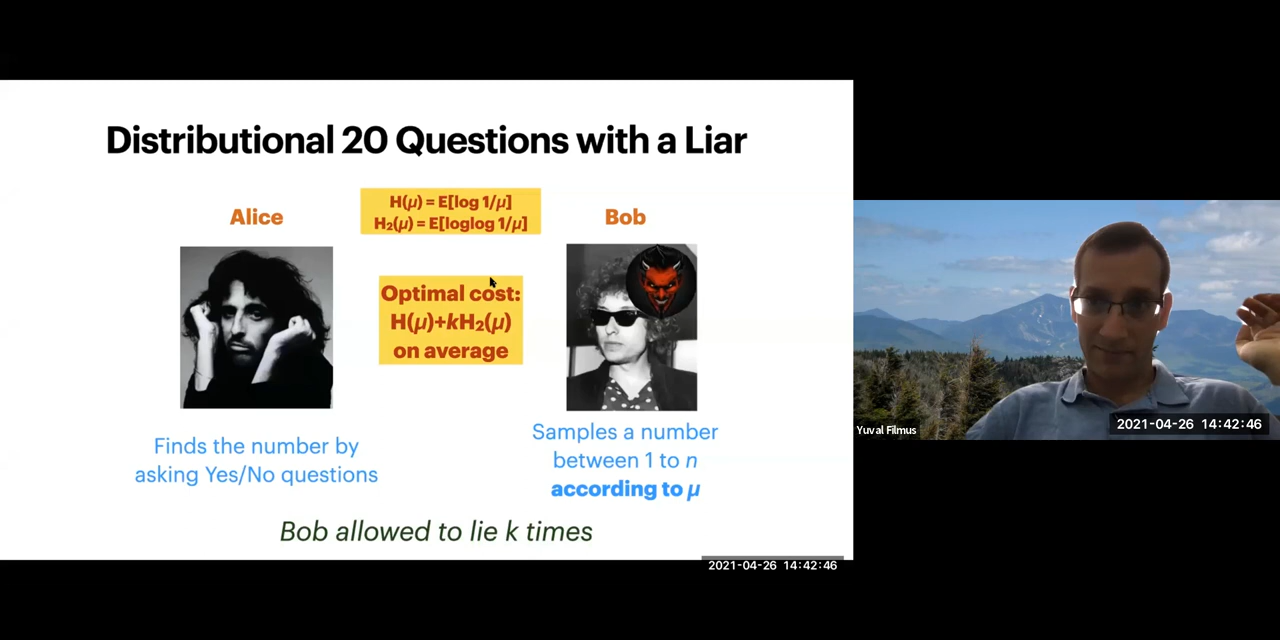 Distributional 20 Questions with a Liar
Alice
H(μ) = E[log 1/μ]
H₂(μ) = E[loglog 1/μ]
Bob
Optimal cost:
H(μ)+kH₂(μ)
on average
Finds the number by
asking Yes/No questions
Samples a number
between 1 to n
according to μ
Bob allowed to lie k times
2021-04-26 14:42:46
Yuval Filmus
2021-04-26 14:42:46